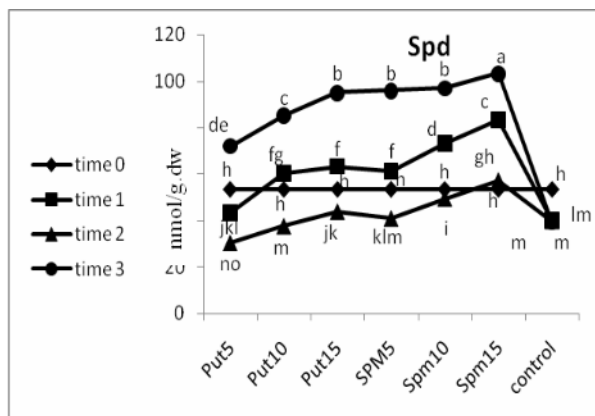 Spd
120
100
20
0
nmol/g.dw
time 0
time 1
time 2
time 3
de
c
b
b
b
a
h
fg
f
f
d
c
h
h
h
h
h
gh
h
jkl
m
jk
klm
i
no
m
m
lm
Put5
Put10
Put15
SPM5
Spm10
Spm15
control